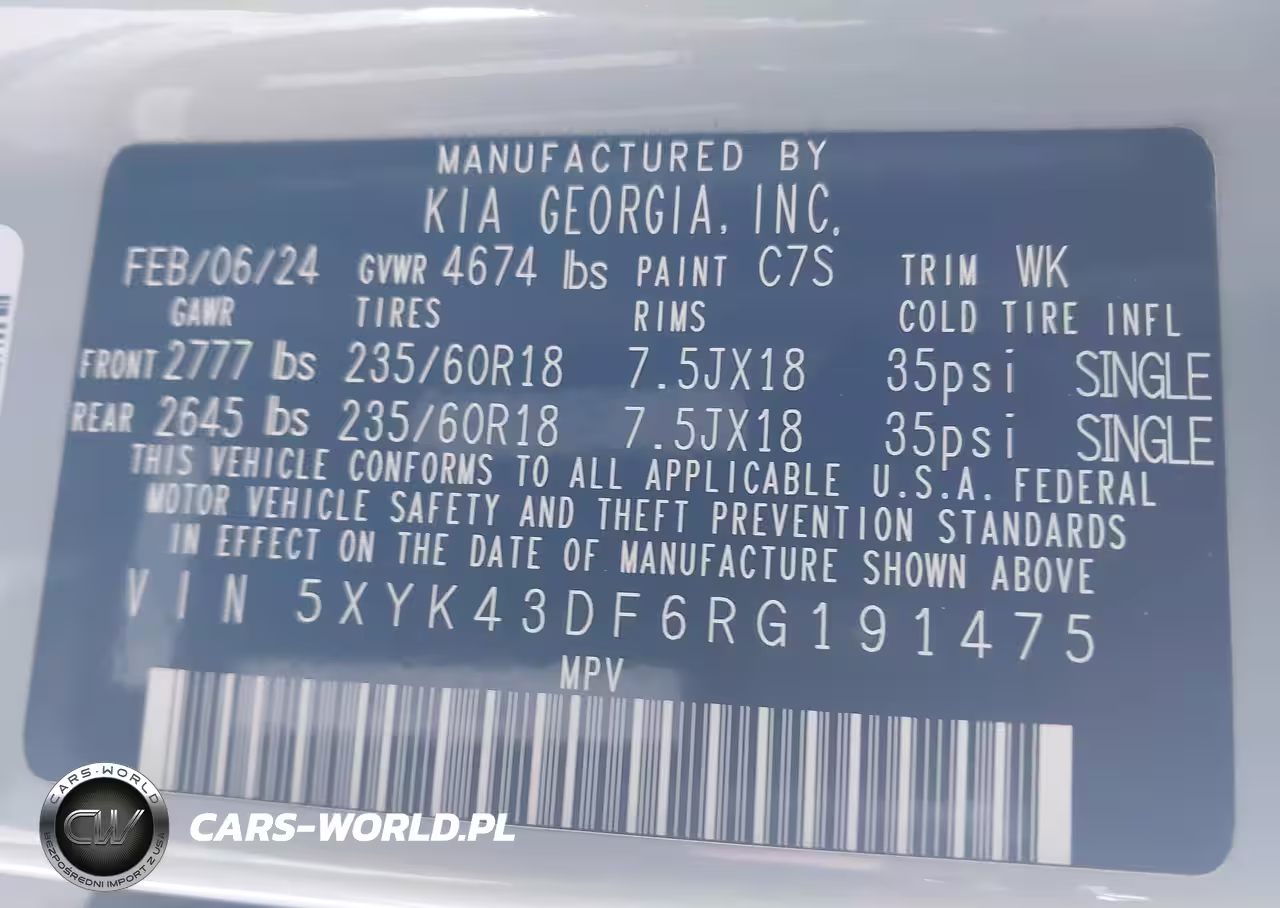 MANUFACTURED BY
KIA GEORGIA, INC.
FEB/06/24 GVWR 4674 lbs PAINT C7S TRIM WK
GAWR TIRES RIMS COLD TIRE INFL
FRONT 2777 lbs 235/60R18 7.5JX18 35psi SINGLE
REAR 2645 lbs 235/60R18 7.5JX18 35psi SINGLE
THIS VEHICLE CONFORMS TO ALL APPLICABLE U.S.A. FEDERAL
MOTOR VEHICLE SAFETY AND THEFT PREVENTION STANDARDS
IN EFFECT ON THE DATE OF MANUFACTURE SHOWN ABOVE
VIN 5XYK43DF6RG191475
MPV
CARS-WORLD
CW
BEZPOŚREDNI IMPORT Z USA
CARS-WORLD.PL